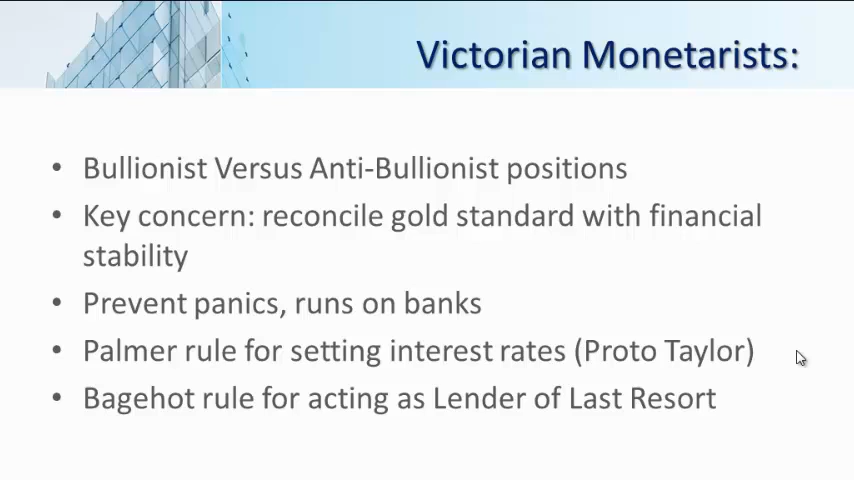 Victorian Monetarists:
• Bullionist Versus Anti-Bullionist positions
• Key concern: reconcile gold standard with financial
stability
• Prevent panics, runs on banks
• Palmer rule for setting interest rates (Proto Taylor)
• Bagehot rule for acting as Lender of Last Resort